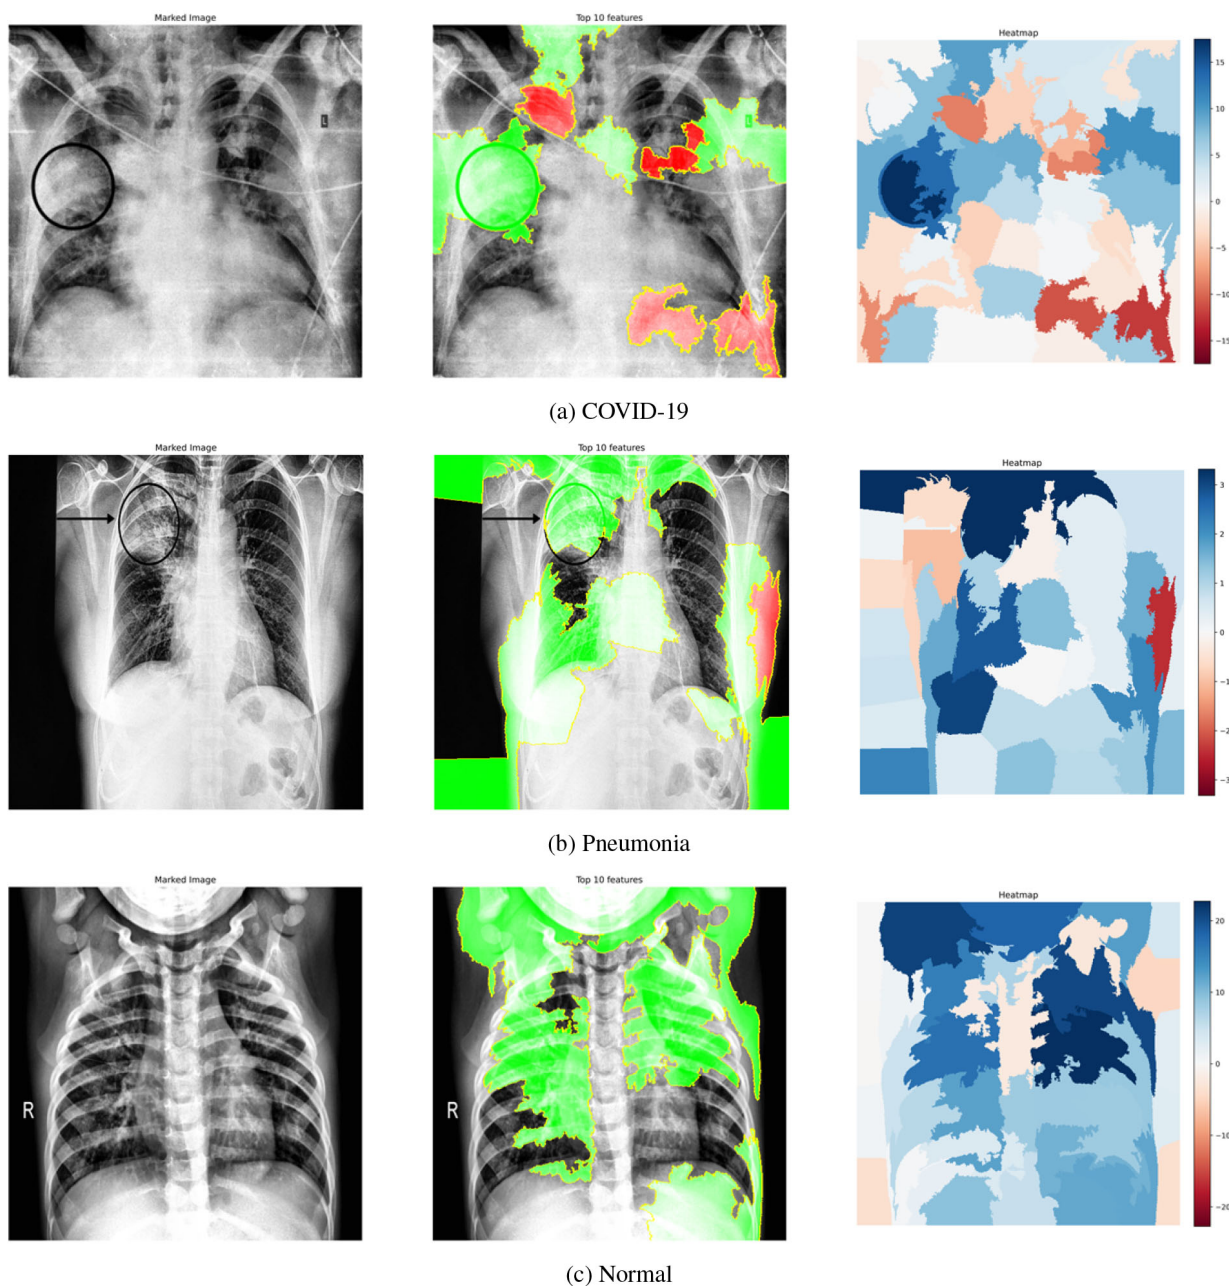 Marked Image
Top 10 features
Heatmap
L
15
10
5
0
−5
−10
−15
(a) COVID-19
Marked Image
Top 10 features
Heatmap
3
2
1
0
−1
−2
−3
(b) Pneumonia
Marked Image
Top 10 features
Heatmap
R
R
20
10
0
−10
−20
(c) Normal